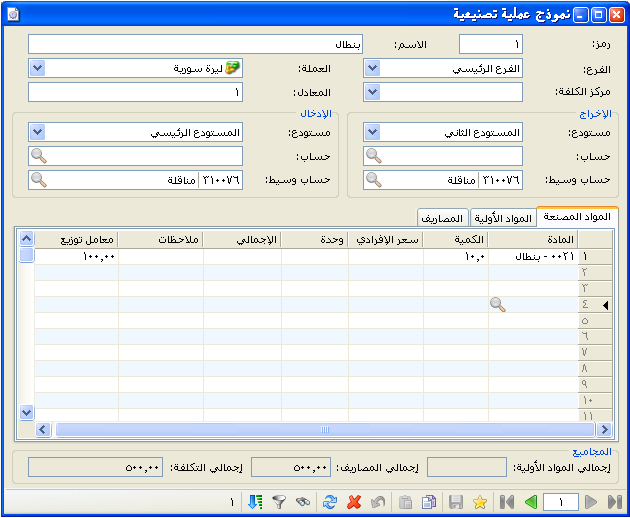 نموذج عملية تصنيعية
رمز: ١ الاسم: بنطال
الفرع: الفرع الرئيسي العملة: ليرة سورية
مركز الكلفة: المعادل: ١
الإخراج
مستودع: المستودع الثاني
حساب:
حساب وسيط: ٣١٠٠٧٦ مناقلة
الإدخال
مستودع: المستودع الرئيسي
حساب:
حساب وسيط: ٣١٠٠٧٦ مناقلة
المواد المصنعة المواد الأولية المصاريف
المادة الكمية سعر الإفرادي وحدة الإجمالي ملاحظات معامل توزيع
١ ٠٠٢١ - بنطال ١٠,٠ ١٠٠,٠٠
٢
٣
٤
٥
٦
٧
٨
٩
١٠
١١
المجاميع
إجمالي المواد الأولية: إجمالي المصاريف: ٥٠٠,٠٠ إجمالي التكلفة: ٥٠٠,٠٠
١ ١